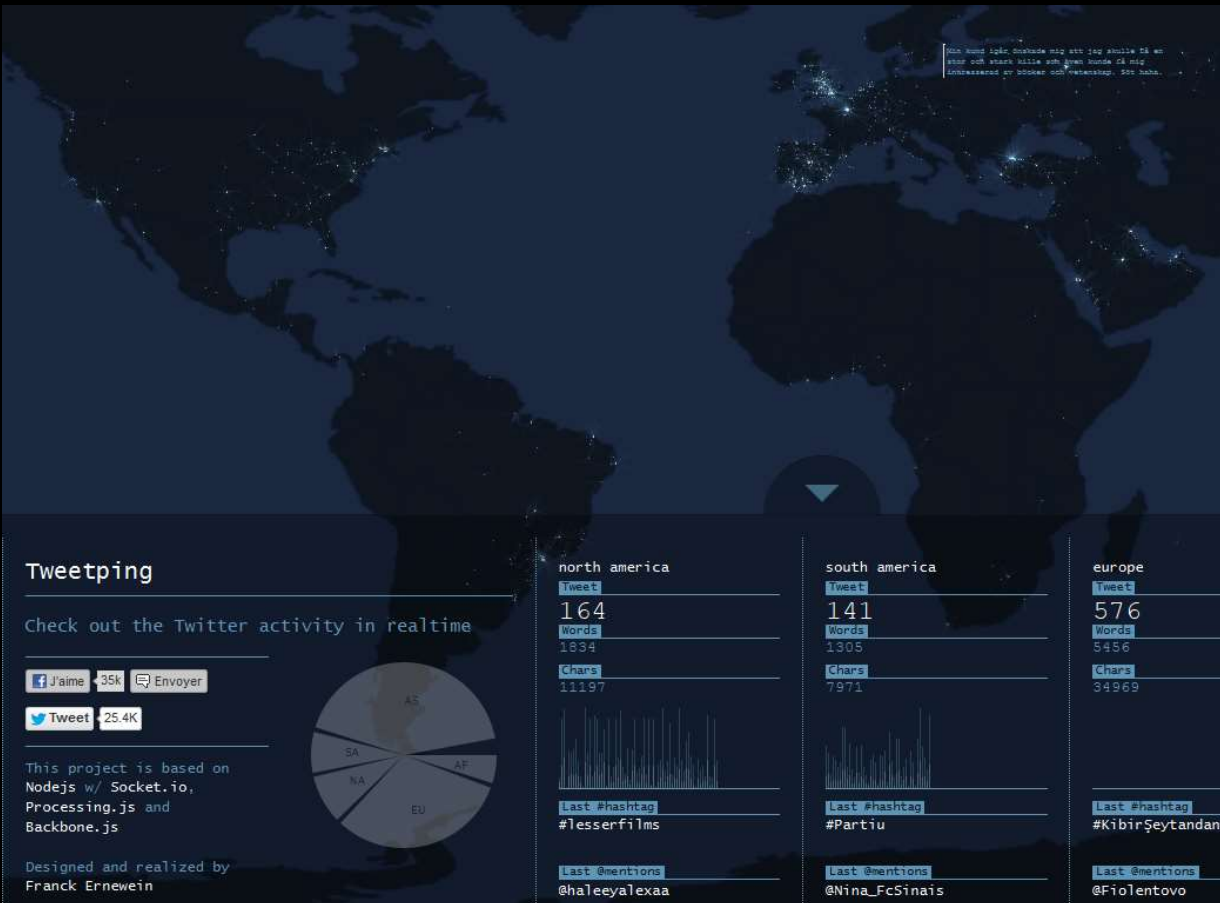 Min kund igår önskade mig att jag skulle få en
stor och stark kille som även kunde få mig
intresserad av böcker och vetenskap. Söt haha.
Tweetping
Check out the Twitter activity in realtime
J'aime 35k Envoyer
Tweet 25.4K
This project is based on
Nodejs w/ Socket.io,
Processing.js and
Backbone.js
Designed and realized by
Franck Ernewein
AS
SA
AF
NA
EU
north america
Tweet
164
Words
1834
Chars
11197
Last #hashtag
#lesserfilms
Last @mentions
@haleeyalexaa
south america
Tweet
141
Words
1305
Chars
7971
Last #hashtag
#Partiu
Last @mentions
@Nina_FcSinais
europe
Tweet
576
Words
5456
Chars
34969
Last #hashtag
#KibirŞeytandan
Last @mentions
@Fiolentovo